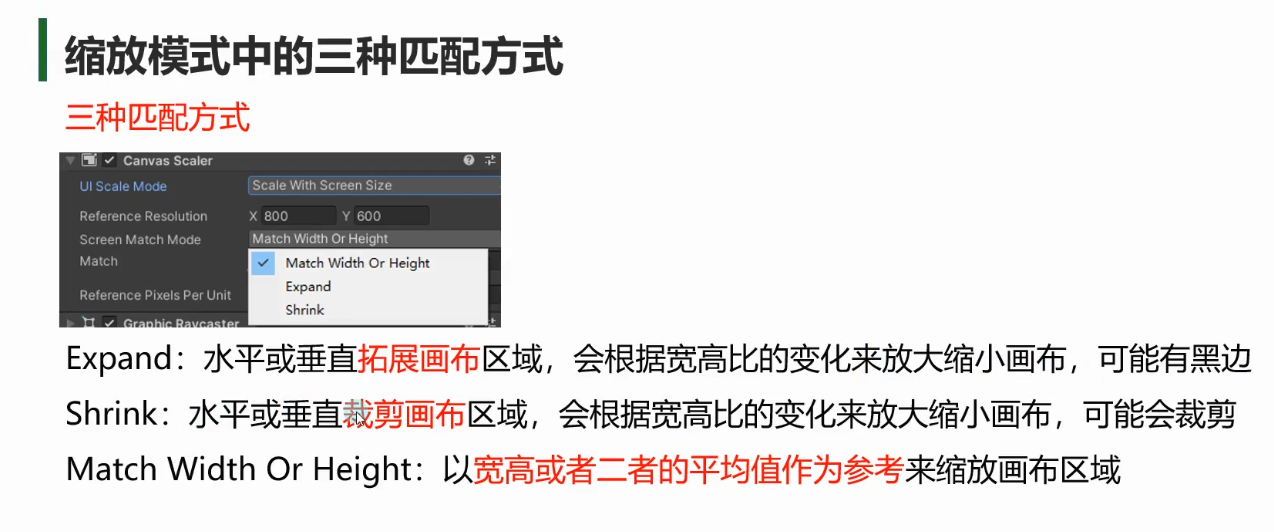 缩放模式中的三种匹配方式
三种匹配方式
Canvas Scaler
UI Scale Mode Scale With Screen Size
Reference Resolution X 800 Y 600
Screen Match Mode Match Width Or Height
Match Match Width Or Height
Expand
Reference Pixels Per Unit
Shrink
Graphic Raycaster
Expand：水平或垂直拓展画布区域，会根据宽高比的变化来放大缩小画布，可能有黑边
Shrink：水平或垂直裁剪画布区域，会根据宽高比的变化来放大缩小画布，可能会裁剪
Match Width Or Height：以宽高或者二者的平均值作为参考来缩放画布区域